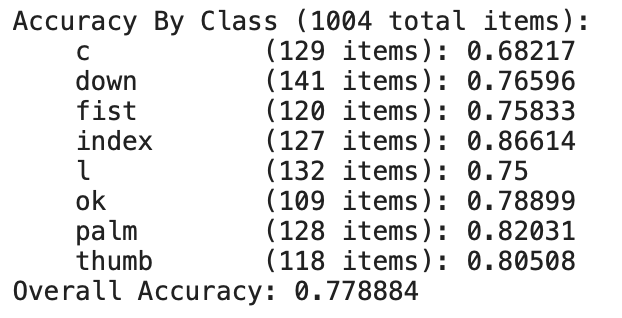 Accuracy By Class (1004 total items):
    c           (129 items): 0.68217
    down        (141 items): 0.76596
    fist        (120 items): 0.75833
    index       (127 items): 0.86614
    l           (132 items): 0.75
    ok          (109 items): 0.78899
    palm        (128 items): 0.82031
    thumb       (118 items): 0.80508
Overall Accuracy: 0.778884